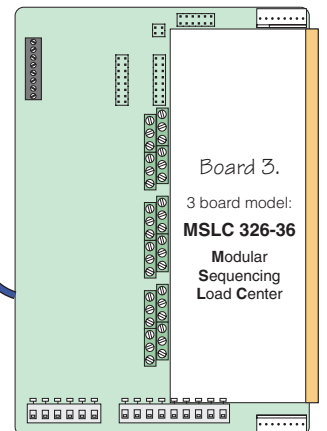 Board 3.
3 board model:
MSLC 326-36
Modular
Sequencing
Load Center